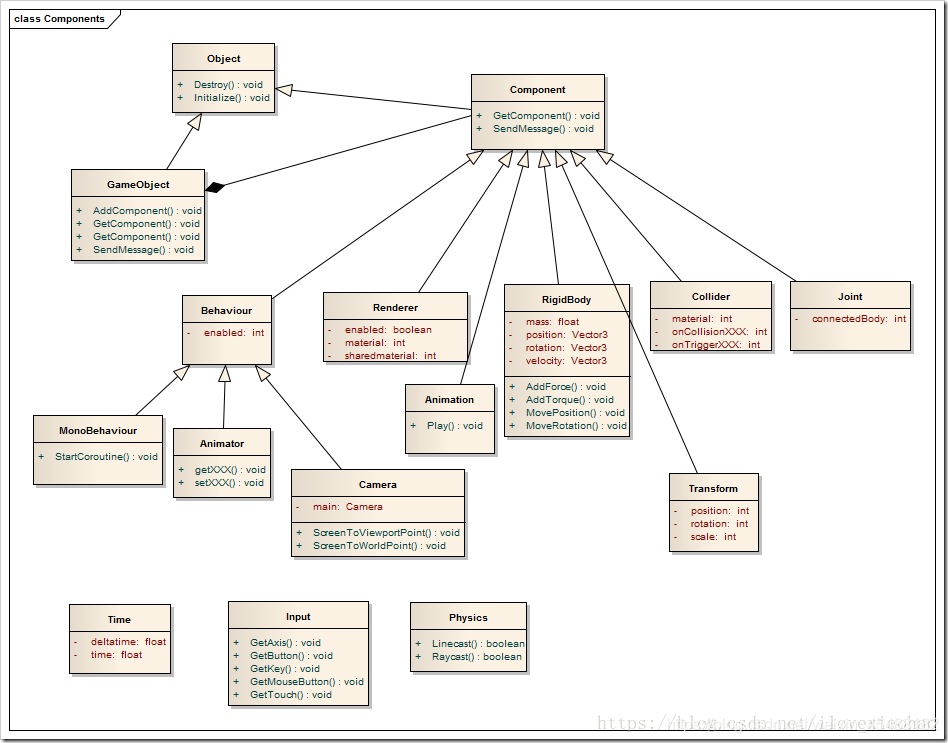 class Components
Object
+ Destroy() : void
+ Initialize() : void
Component
+ GetComponent() : void
+ SendMessage() : void
GameObject
+ AddComponent() : void
+ GetComponent() : void
+ GetComponent() : void
+ SendMessage() : void
Behaviour
- enabled: int
Renderer
- enabled: boolean
- material: int
- sharedmaterial: int
RigidBody
- mass: float
- position: Vector3
- rotation: Vector3
- velocity: Vector3
+ AddForce() : void
+ AddTorque() : void
+ MovePosition() : void
+ MoveRotation() : void
Collider
- material: int
- onCollisionXXX: int
- onTriggerXXX: int
Joint
- connectedBody: int
Animation
+ Play() : void
MonoBehaviour
+ StartCoroutine() : void
Animator
+ getXXX() : void
+ setXXX() : void
Camera
- main: Camera
+ ScreenToViewportPoint() : void
+ ScreenToWorldPoint() : void
Transform
- position: int
- rotation: int
- scale: int
Time
- deltatime: float
- time: float
Input
+ GetAxis() : void
+ GetButton() : void
+ GetKey() : void
+ GetMouseButton() : void
+ GetTouch() : void
Physics
+ Linecast() : boolean
+ Raycast() : boolean